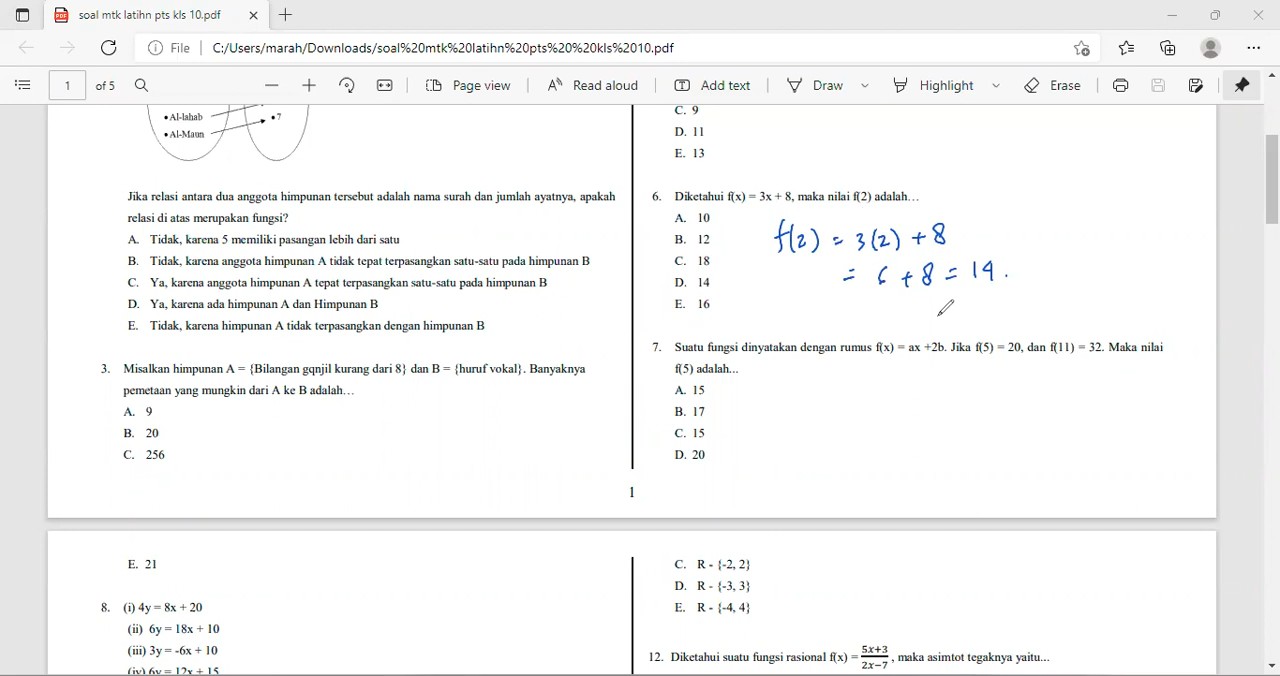 soal mtk latihn pts kls 10.pdf
File C:/Users/marah/Downloads/soal%20mtk%20latihn%20pts%20%20kls%2010.pdf
1 of 5 Page view Read aloud Add text Draw Highlight Erase
• Al-lahab
• Al-Maun
• 7
Jika relasi antara dua anggota himpunan tersebut adalah nama surah dan jumlah ayatnya, apakah
relasi di atas merupakan fungsi?
A. Tidak, karena 5 memiliki pasangan lebih dari satu
B. Tidak, karena anggota himpunan A tidak tepat terpasangkan satu-satu pada himpunan B
C. Ya, karena anggota himpunan A tepat terpasangkan satu-satu pada himpunan B
D. Ya, karena ada himpunan A dan Himpunan B
E. Tidak, karena himpunan A tidak terpasangkan dengan himpunan B
3. Misalkan himpunan A = {Bilangan gqnjil kurang dari 8} dan B = {huruf vokal}. Banyaknya
pemetaan yang mungkin dari A ke B adalah…
A. 9
B. 20
C. 256
C. 9
D. 11
E. 13
6. Diketahui f(x) = 3x + 8, maka nilai f(2) adalah…
A. 10
B. 12
C. 18
D. 14
E. 16
f(2) = 3(2) + 8
= 6 + 8 = 14 .
7. Suatu fungsi dinyatakan dengan rumus f(x) = ax +2b. Jika f(5) = 20, dan f(11) = 32. Maka nilai
f(5) adalah...
A. 15
B. 17
C. 15
D. 20
1
E. 21
8. (i) 4y = 8x + 20
(ii) 6y = 18x + 10
(iii) 3y = -6x + 10
(iv) 6y = 12x + 15
C. R - {-2, 2}
D. R - {-3, 3}
E. R - {-4, 4}
12. Diketahui suatu fungsi rasional f(x) = 5x+3/2x−7, maka asimtot tegaknya yaitu...